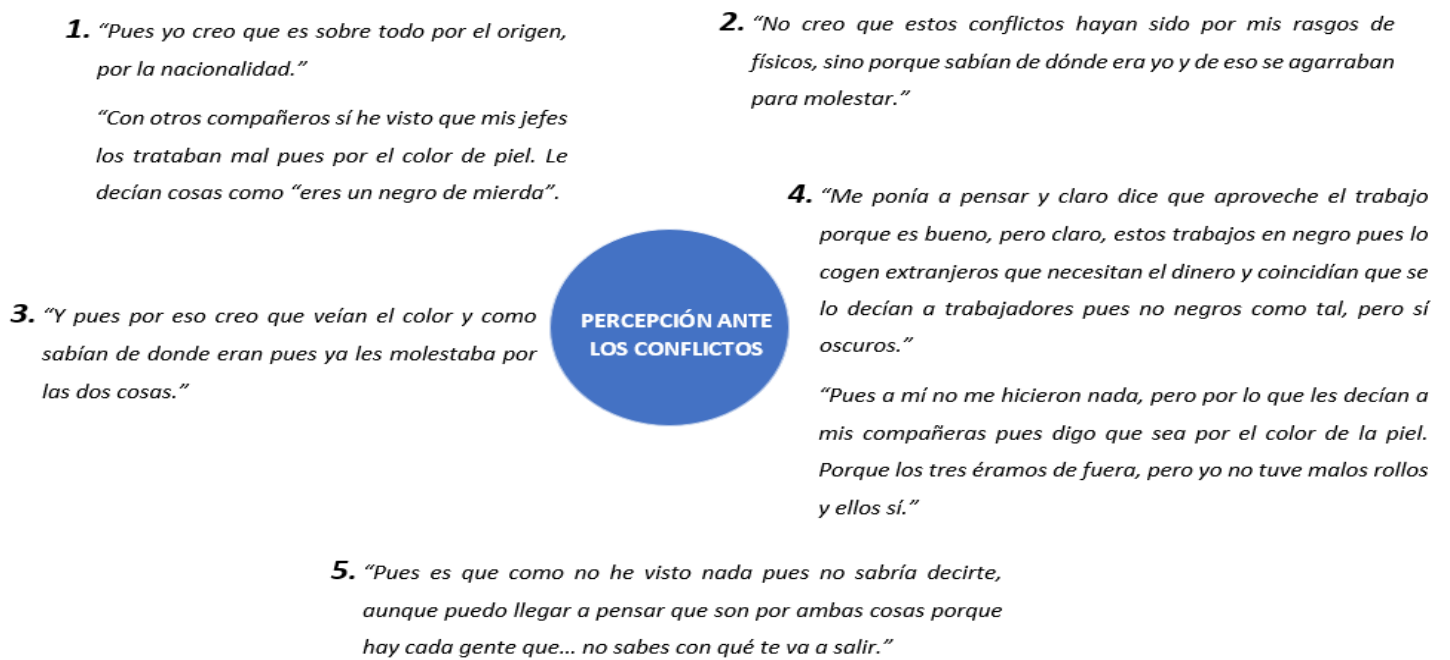 1. “Pues yo creo que es sobre todo por el origen,
por la nacionalidad.”
“Con otros compañeros sí he visto que mis jefes
los trataban mal pues por el color de piel. Le
decían cosas como “eres un negro de mierda”.
2. “No creo que estos conflictos hayan sido por mis rasgos de
físicos, sino porque sabían de dónde era yo y de eso se agarraban
para molestar.”
3. “Y pues por eso creo que veían el color y como
sabían de donde eran pues ya les molestaba por
las dos cosas.”
PERCEPCIÓN ANTE
LOS CONFLICTOS
4. “Me ponía a pensar y claro dice que aproveche el trabajo
porque es bueno, pero claro, estos trabajos en negro pues lo
cogen extranjeros que necesitan el dinero y coincidían que se
lo decían a trabajadores pues no negros como tal, pero sí
oscuros.”
“Pues a mí no me hicieron nada, pero por lo que les decían a
mis compañeras pues digo que sea por el color de la piel.
Porque los tres éramos de fuera, pero yo no tuve malos rollos
y ellos sí.”
5. “Pues es que como no he visto nada pues no sabría decirte,
aunque puedo llegar a pensar que son por ambas cosas porque
hay cada gente que... no sabes con qué te va a salir.”